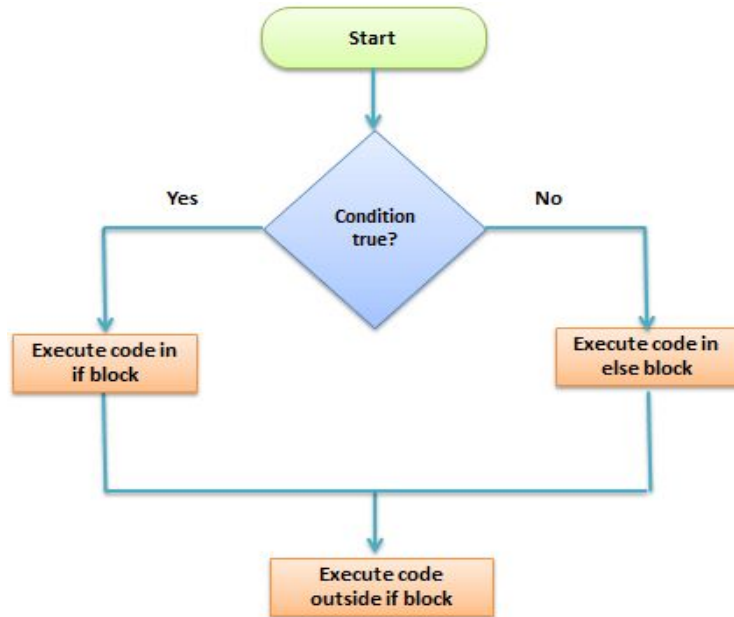 Start
Yes
Condition
true?
No
Execute code in
if block
Execute code in
else block
Execute code
outside if block